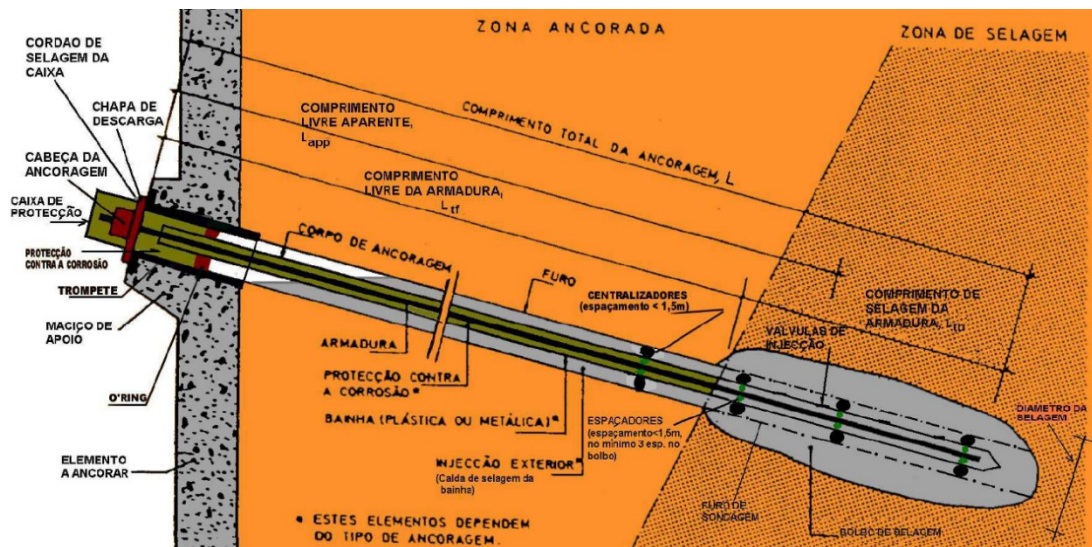 ZONA ANCORADA
ZONA DE SELAGEM
CORDAO DE
SELAGEM DA
CAIXA
CHAPA DE
DESCARGA
CABEÇA DA
ANCORAGEM
CAIXA DE
PROTECÇÃO
PROTECÇÃO
CONTRA A CORROSÃO
TROMPETE
MACIÇO DE
APOIO
O'RING
ELEMENTO
A ANCORAR
COMPRIMENTO
LIVRE APARENTE,
Lapp
COMPRIMENTO TOTAL DA ANCORAGEM, L
COMPRIMENTO
LIVRE DA ARMADURA,
Ltf
CORPO DE ANCORAGEM
FURO
CENTRALIZADORES
(espaçamento < 1,5m)
COMPRIMENTO DE
SELAGEM DA
ARMADURA, Ltb
VALVULAS DE
INJECÇÃO
ARMADURA
PROTECÇÃO CONTRA
A CORROSÃO*
BAINHA (PLÁSTICA OU METÁLICA)*
INJECÇÃO EXTERIOR*
(Calda de selagem da
bainha)
ESPAÇADORES
(espaçamento<1,5m,
no mínimo 3 esp. no
bolbo)
DIAMETRO DA
SELAGEM
FURO DE
SONDAGEM
BOLBO DE SELAGEM
* ESTES ELEMENTOS DEPENDEM
DO TIPO DE ANCORAGEM.